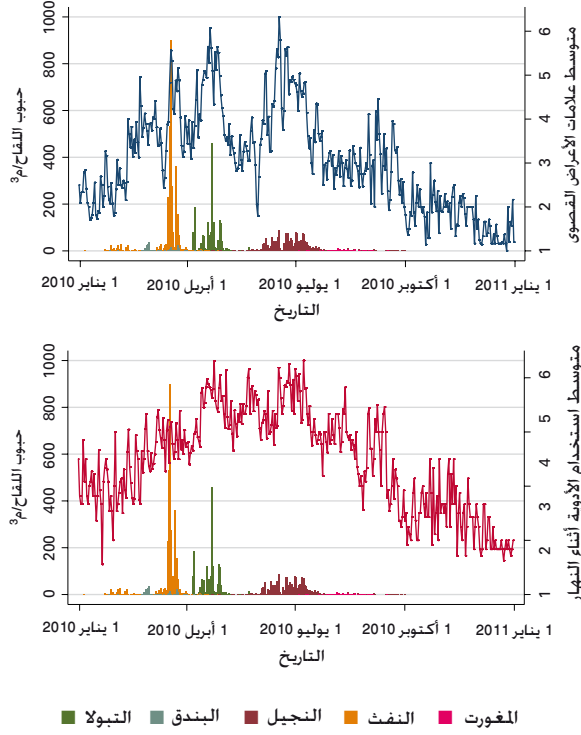 حبوب اللقاح/م3
1000
800
600
400
200
0
متوسط علامات الأعراض القصوى
6
5
4
3
2
1
1 يناير 2010
1 أبريل 2010
1 يوليو 2010
1 أكتوبر 2010
1 يناير 2011
التاريخ
حبوب اللقاح/م3
1000
800
600
400
200
0
متوسط استخدام الأدوية أثناء النهار
6
5
4
3
2
1
1 يناير 2010
1 أبريل 2010
1 يوليو 2010
1 أكتوبر 2010
1 يناير 2011
التاريخ
المغورت النفث النجيل البندق التبولا